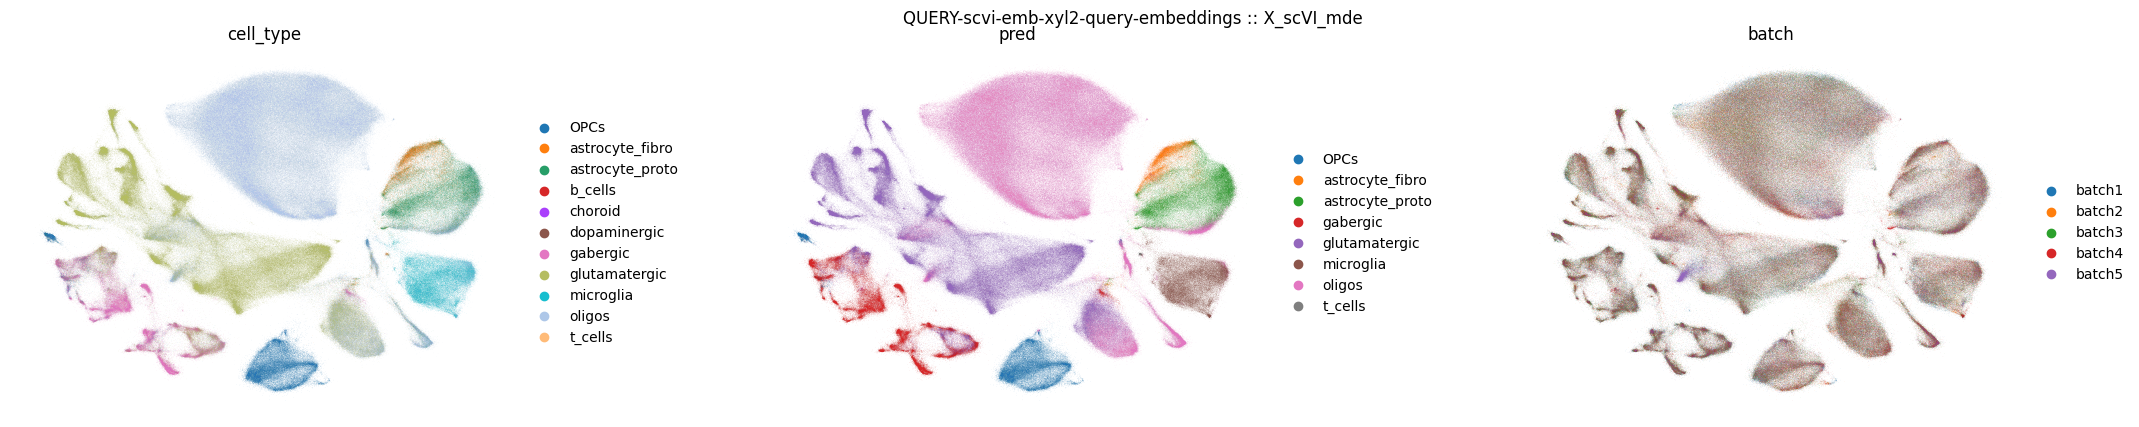 QUERY-scvi-emb-xyl2-query-embeddings :: X_scVI_mde
cell_type
OPCs
astrocyte_fibro
astrocyte_proto
b_cells
choroid
dopaminergic
gabergic
glutamatergic
microglia
oligos
t_cells
pred
OPCs
astrocyte_fibro
astrocyte_proto
gabergic
glutamatergic
microglia
oligos
t_cells
batch
batch1
batch2
batch3
batch4
batch5